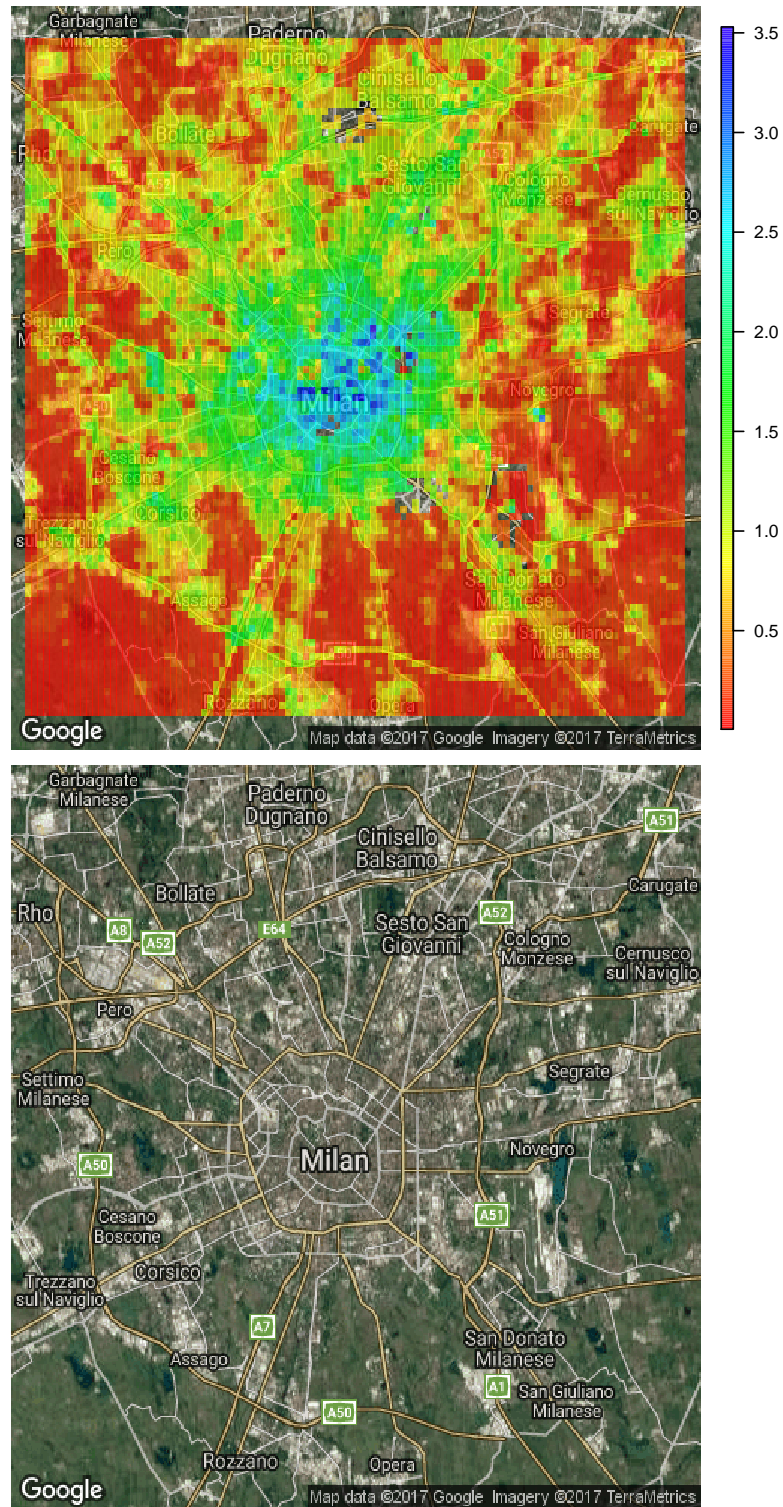 Garbagnate
Milanese
Paderno
Dugnano
Cinisello
Balsamo
A51
Bollate
Carugate
Rho
A52
A52
Sesto San
Giovanni
Cologno
Monzese
Cernusco
sul Naviglio
Pero
Settimo
Milanese
Segrate
Novegro
Milan
A50
Cesano
Boscone
Corsico
Trezzano
sul Naviglio
Assago
San Donato
Milanese
San Giuliano
Milanese
Rozzano
Opera
Google
Map data ©2017 Google Imagery ©2017 TerraMetrics
3.5
3.0
2.5
2.0
1.5
1.0
0.5
Garbagnate
Milanese
Paderno
Dugnano
A51
Cinisello
Balsamo
Bollate
Carugate
Rho
A8
A52
E64
Sesto San
Giovanni
A52
Cologno
Monzese
Cernusco
sul Naviglio
Pero
Settimo
Milanese
Segrate
Novegro
Milan
A50
A51
Cesano
Boscone
Corsico
Trezzano
sul Naviglio
A7
San Donato
Milanese
Assago
A1
San Giuliano
Milanese
A50
Rozzano
Opera
Google
Map data ©2017 Google Imagery ©2017 TerraMetrics